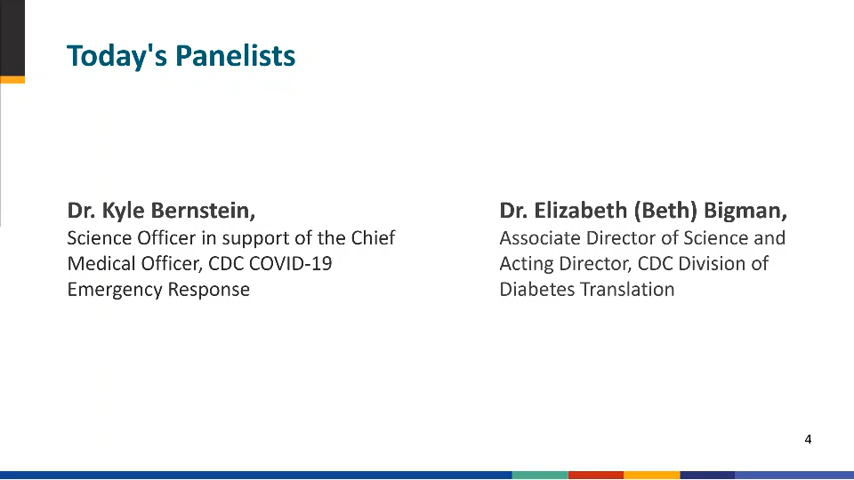 Today's Panelists
Dr. Kyle Bernstein,
Science Officer in support of the Chief
Medical Officer, CDC COVID-19
Emergency Response
Dr. Elizabeth (Beth) Bigman,
Associate Director of Science and
Acting Director, CDC Division of
Diabetes Translation
4